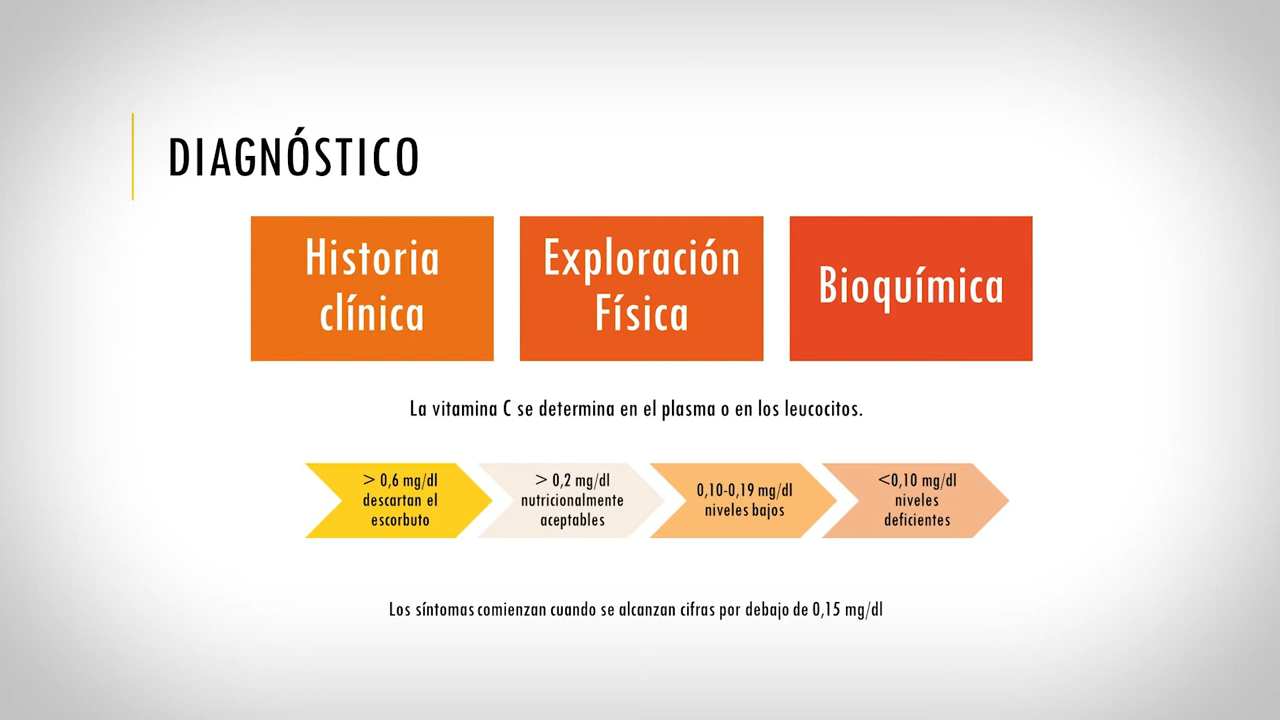 DIAGNÓSTICO
Historia
clínica
Exploración
Física
Bioquímica
La vitamina C se determina en el plasma o en los leucocitos.
> 0,6 mg/dl
descartan el
escorbuto
> 0,2 mg/dl
nutricionalmente
aceptables
0,10-0,19 mg/dl
niveles bajos
<0,10 mg/dl
niveles
deficientes
Los síntomas comienzan cuando se alcanzan cifras por debajo de 0,15 mg/dl